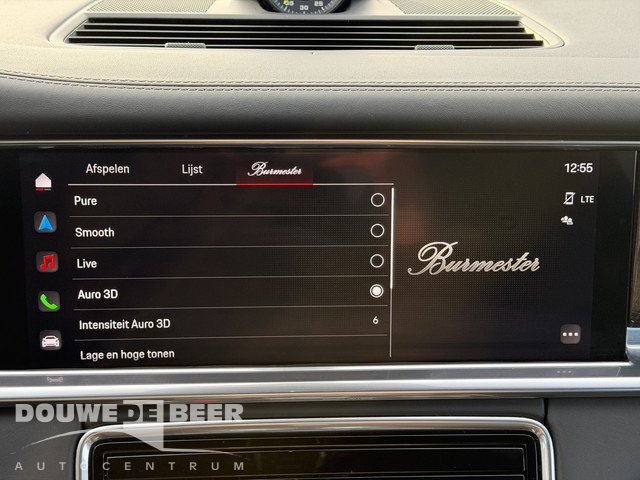 Afspelen Lijst Burmester
12:55
Pure
LTE
Smooth
Live
Burmester
Auro 3D
Intensiteit Auro 3D 6
Lage en hoge tonen
DOUWE DE BEER
AUTOCENTRUM